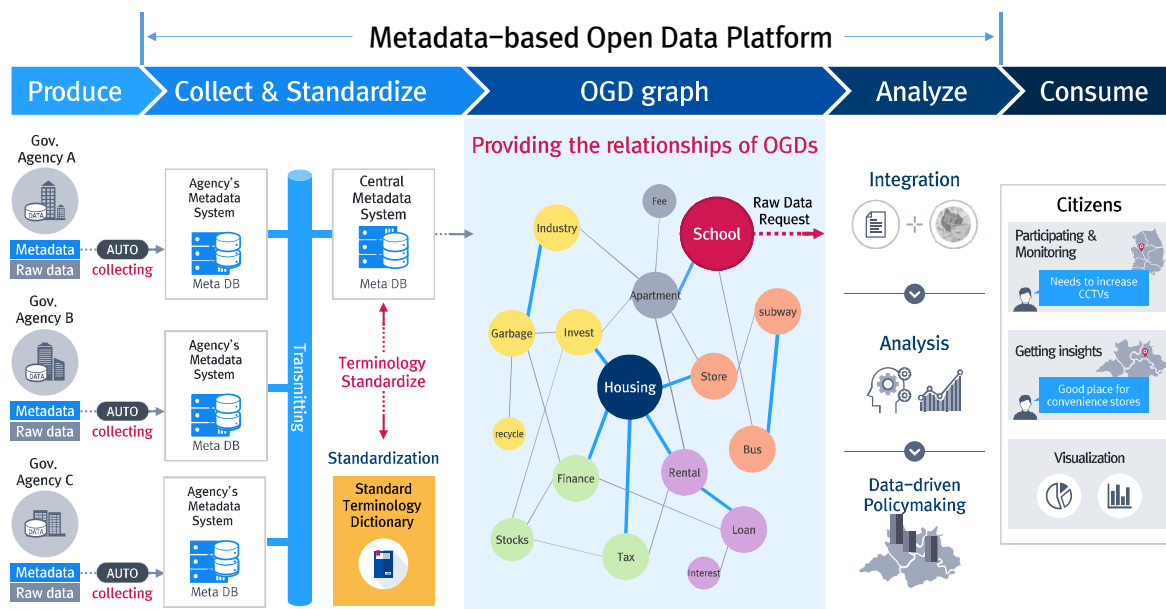 Metadata-based Open Data Platform
Produce
Collect & Standardize
OGD graph
Analyze
Consume
Gov.
Agency A
DATA
Metadata
Raw data
AUTO
collecting
Gov.
Agency B
DATA
Metadata
Raw data
AUTO
collecting
Gov.
Agency C
DATA
Metadata
Raw data
AUTO
collecting
Agency's
Metadata
System
Meta DB
Agency's
Metadata
System
Meta DB
Agency's
Metadata
System
Meta DB
Transmitting
Central
Metadata
System
Meta DB
Terminology
Standardize
Standardization
Standard
Terminology
Dictionary
Providing the relationships of OGDs
Fee
School
Raw Data
Request
Industry
Apartment
subway
Garbage
Invest
Housing
Store
recycle
Bus
Finance
Rental
Stocks
Tax
Loan
Interest
Integration
Analysis
Data-driven
Policymaking
Citizens
Participating &
Monitoring
Needs to increase
CCTVs
Getting insights
Good place for
convenience stores
Visualization